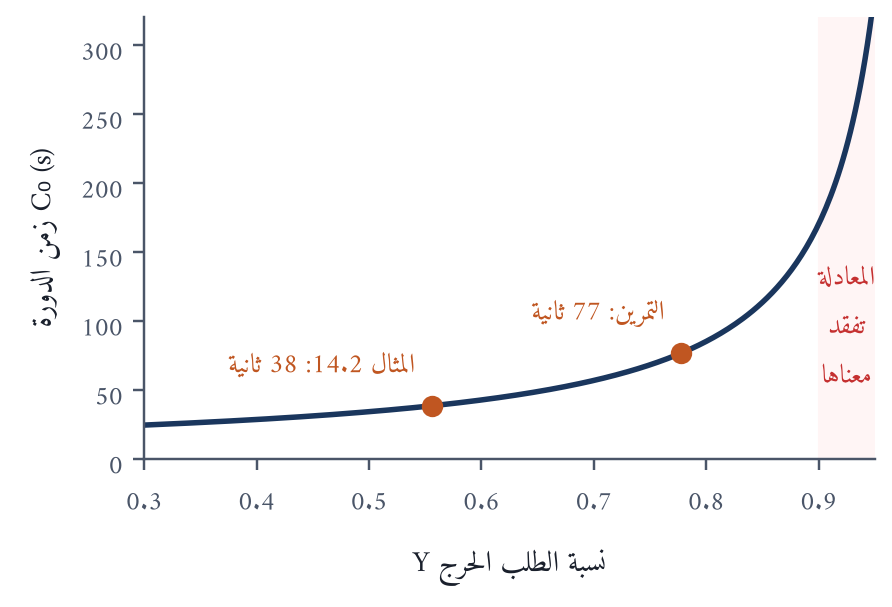 300
250
200
150
100
50
0
زمن الدورة Co (s)
التمرين: 77 ثانية
المثال 14.2: 38 ثانية
المعادلة
تفقد
معناها
0.3
0.4
0.5
0.6
0.7
0.8
0.9
نسبة الطلب الحرج Y